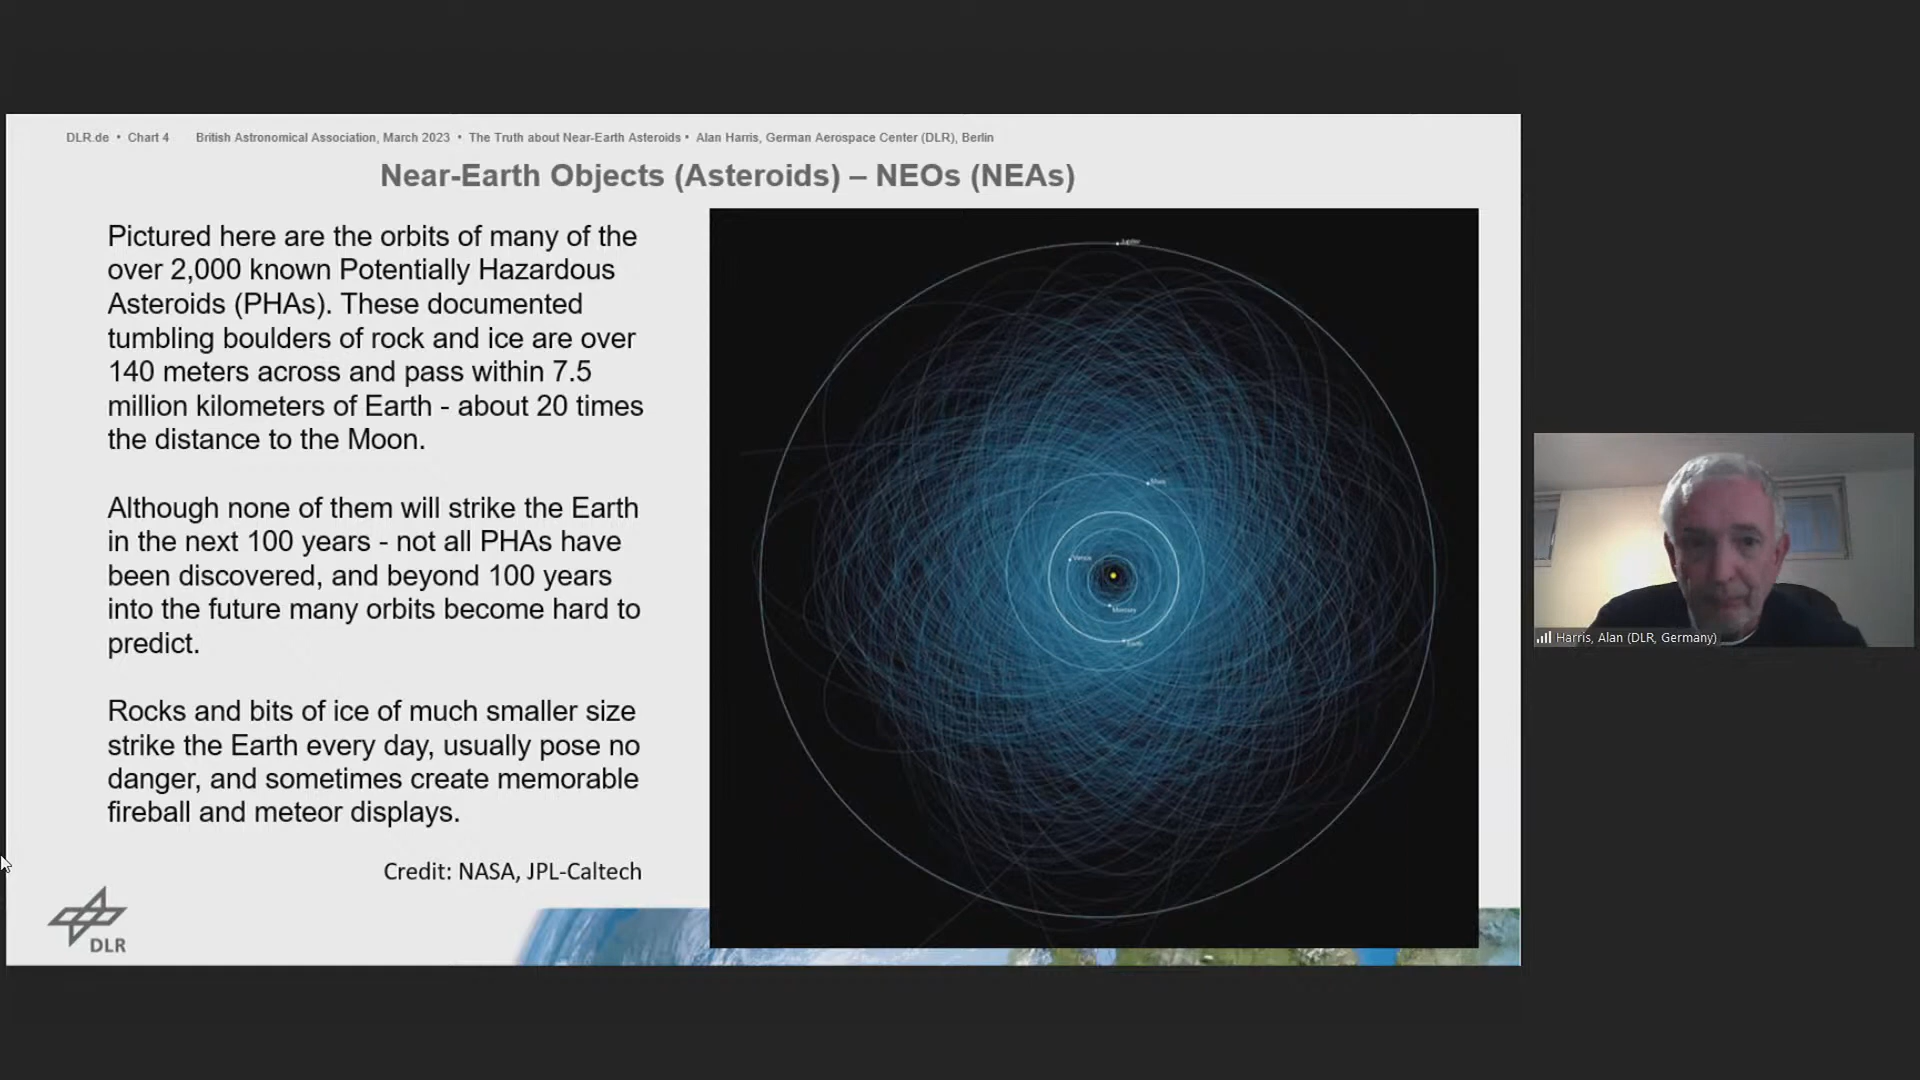 DLR.de • Chart 4 British Astronomical Association, March 2023 • The Truth about Near-Earth Asteroids • Alan Harris, German Aerospace Center (DLR), Berlin
Near-Earth Objects (Asteroids) – NEOs (NEAs)
Pictured here are the orbits of many of the
over 2,000 known Potentially Hazardous
Asteroids (PHAs). These documented
tumbling boulders of rock and ice are over
140 meters across and pass within 7.5
million kilometers of Earth - about 20 times
the distance to the Moon.
Although none of them will strike the Earth
in the next 100 years - not all PHAs have
been discovered, and beyond 100 years
into the future many orbits become hard to
predict.
Rocks and bits of ice of much smaller size
strike the Earth every day, usually pose no
danger, and sometimes create memorable
fireball and meteor displays.
Credit: NASA, JPL-Caltech
DLR
Jupiter
Mars
Venus
Mercury
Earth
Harris, Alan (DLR, Germany)